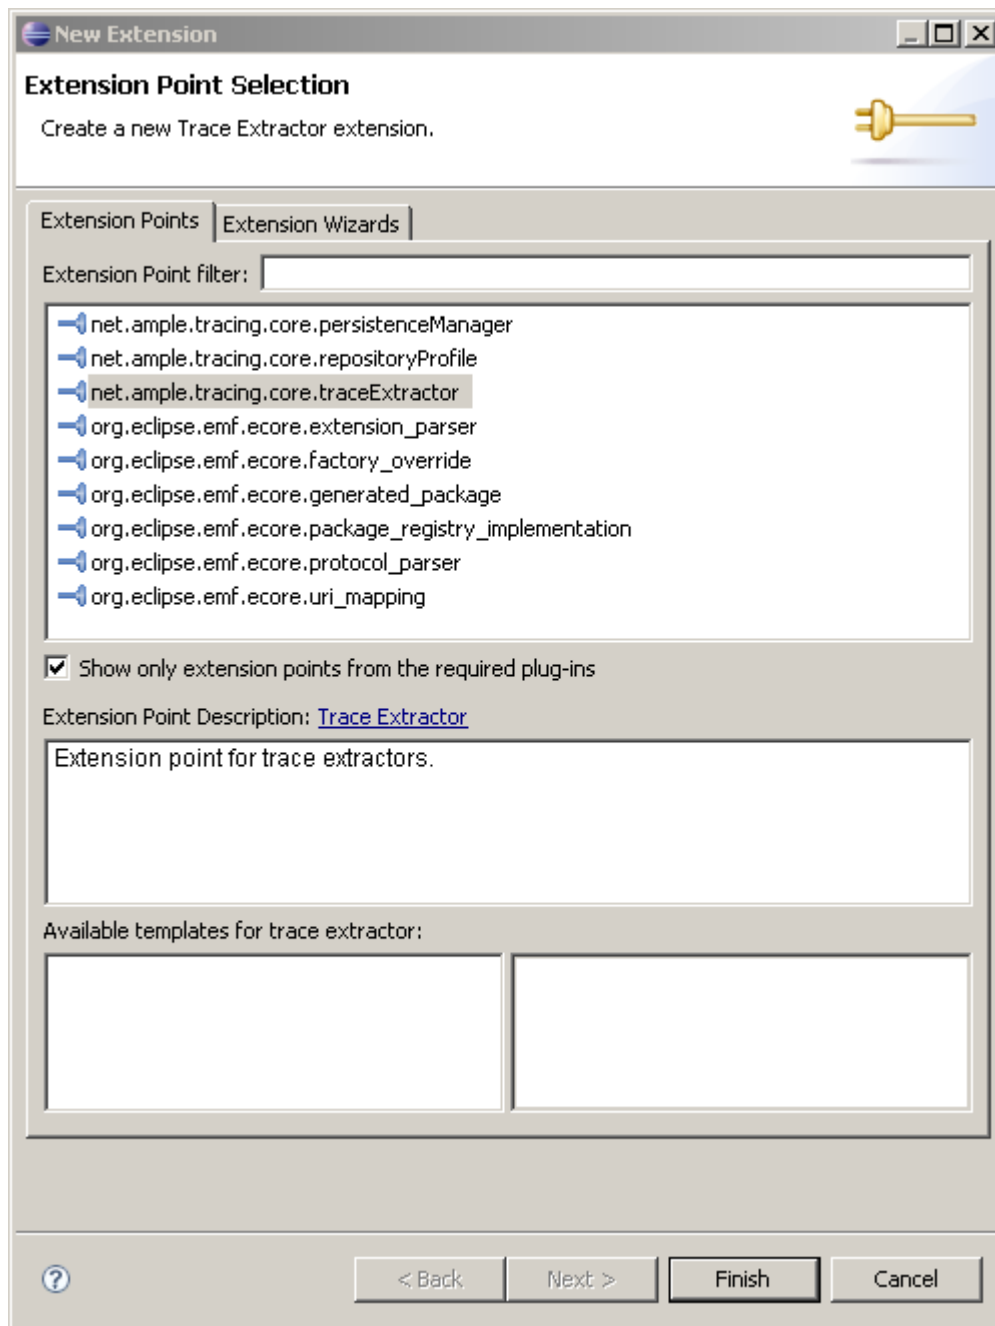 New Extension
Extension Point Selection
Create a new Trace Extractor extension.
Extension Points
Extension Wizards
Extension Point filter:
net.ample.tracing.core.persistenceManager
net.ample.tracing.core.repositoryProfile
net.ample.tracing.core.traceExtractor
org.eclipse.emf.ecore.extension_parser
org.eclipse.emf.ecore.factory_override
org.eclipse.emf.ecore.generated_package
org.eclipse.emf.ecore.package_registry_implementation
org.eclipse.emf.ecore.protocol_parser
org.eclipse.emf.ecore.uri_mapping
Show only extension points from the required plug-ins
Extension Point Description: Trace Extractor
Extension point for trace extractors.
Available templates for trace extractor:
?
< Back
Next >
Finish
Cancel